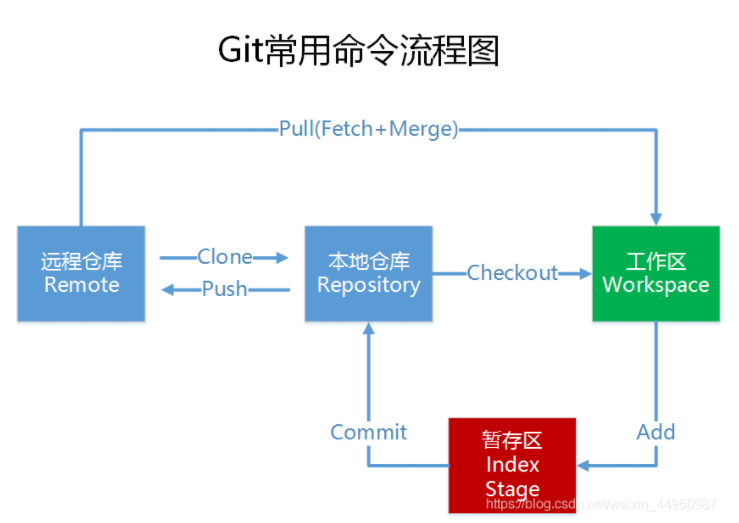 Git常用命令流程图
Pull(Fetch+Merge)
远程仓库
Remote
Clone
Push
本地仓库
Repository
Checkout
工作区
Workspace
Commit
暂存区
Index
Stage
Add
https://blog.csdn.net/weixin_44950987